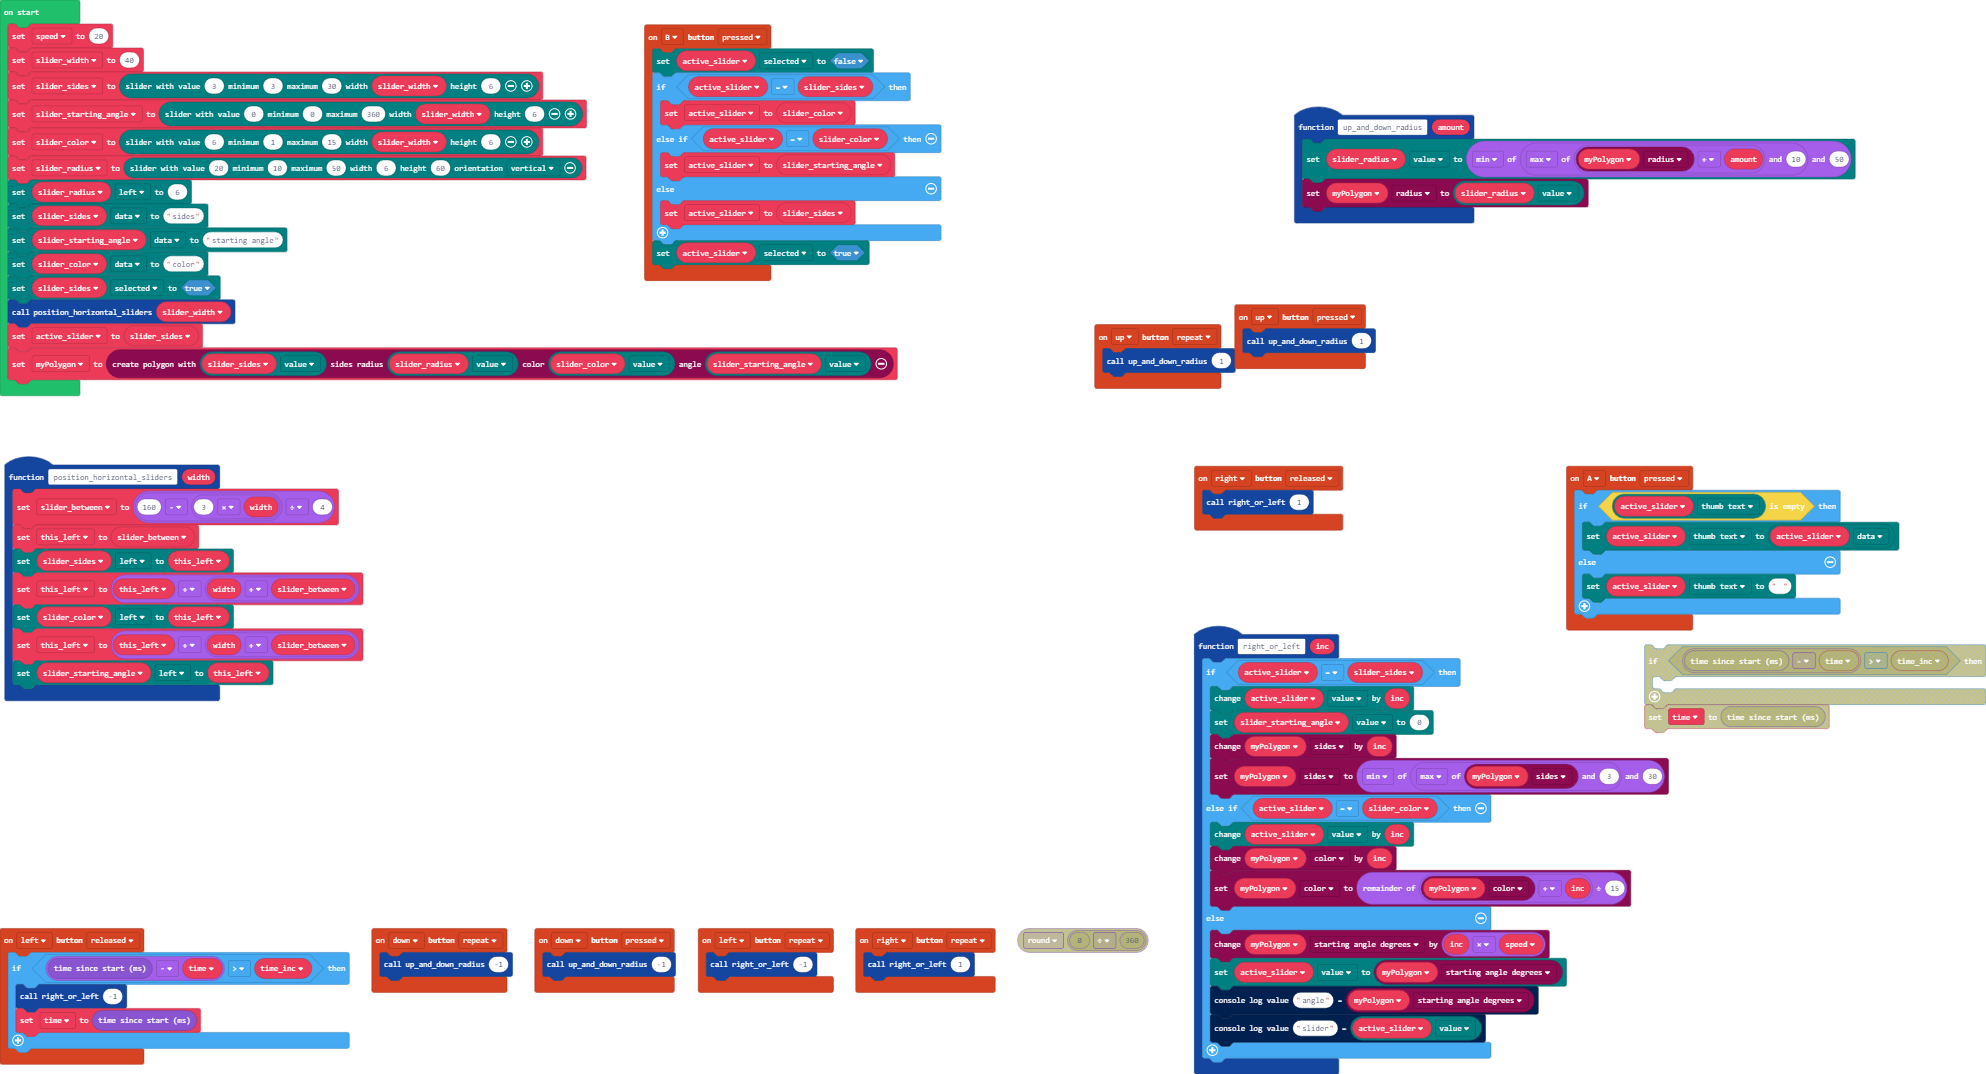 on start
set speed to 20
set slider_width to 40
set slider_sides to slider with value 3 minimum 3 maximum 30 width slider_width height 6
set slider_starting_angle to slider with value 0 minimum 0 maximum 360 width slider_width height 6
set slider_color to slider with value 6 minimum 1 maximum 15 width slider_width height 6
set slider_radius to slider with value 20 minimum 10 maximum 50 width 6 height 60 orientation vertical
set slider_radius left to 6
set slider_sides data to "sides"
set slider_starting_angle data to "starting angle"
set slider_color data to "color"
set slider_sides selected to true
call position_horizontal_sliders slider_width
set active_slider to slider_sides
set myPolygon to create polygon with slider_sides value sides radius slider_radius value color slider_color value angle slider_starting_angle value
on B button pressed
set active_slider selected to false
if active_slider = slider_sides then
set active_slider to slider_color
else if active_slider = slider_color then
set active_slider to slider_starting_angle
else
set active_slider to slider_sides
set active_slider selected to true
function up_and_down_radius amount
set slider_radius value to min of max of myPolygon radius + amount and 10 and 50
set myPolygon radius to slider_radius value
on up button repeat
call up_and_down_radius 1
on up button pressed
call up_and_down_radius 1
function position_horizontal_sliders width
set slider_between to 160 - 3 × width ÷ 4
set this_left to slider_between
set slider_sides left to this_left
set this_left to this_left + width + slider_between
set slider_color left to this_left
set this_left to this_left + width + slider_between
set slider_starting_angle left to this_left
on right button released
call right_or_left 1
on A button pressed
if active_slider thumb text is empty then
set active_slider thumb text to active_slider data
else
set active_slider thumb text to " "
function right_or_left inc
if active_slider = slider_sides then
change active_slider value by inc
set slider_starting_angle value to 0
change myPolygon sides by inc
set myPolygon sides to min of max of myPolygon sides and 3 and 30
else if active_slider = slider_color then
change active_slider value by inc
change myPolygon color by inc
set myPolygon color to remainder of myPolygon color + inc ÷ 15
else
change myPolygon starting angle degrees by inc × speed
set active_slider value to myPolygon starting angle degrees
console log value "angle" = myPolygon starting angle degrees
console log value "slider" = active_slider value
if time since start (ms) - time > time_inc then
set time to time since start (ms)
on left button released
if time since start (ms) - time > time_inc then
call right_or_left -1
set time to time since start (ms)
on down button repeat
call up_and_down_radius -1
on down button pressed
call up_and_down_radius -1
on left button repeat
call right_or_left -1
on right button repeat
call right_or_left 1
round 0 ÷ 360